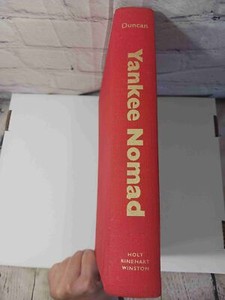 Duncan
Yankee Nomad
HOLT
RINEHART
WINSTON